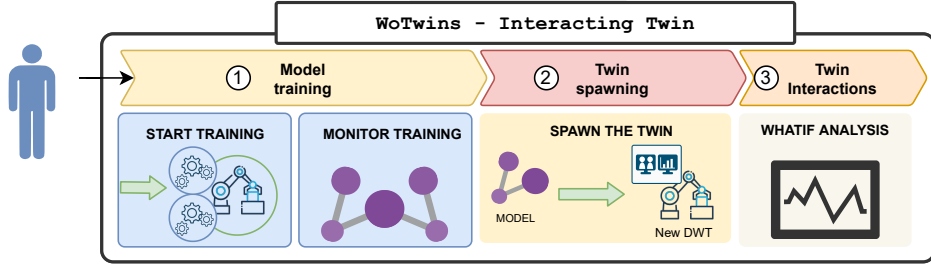 WoTwins - Interacting Twin
1 Model
training
2 Twin
spawning
3 Twin
Interactions
START TRAINING
MONITOR TRAINING
SPAWN THE TWIN
WHATIF ANALYSIS
MODEL
New DWT